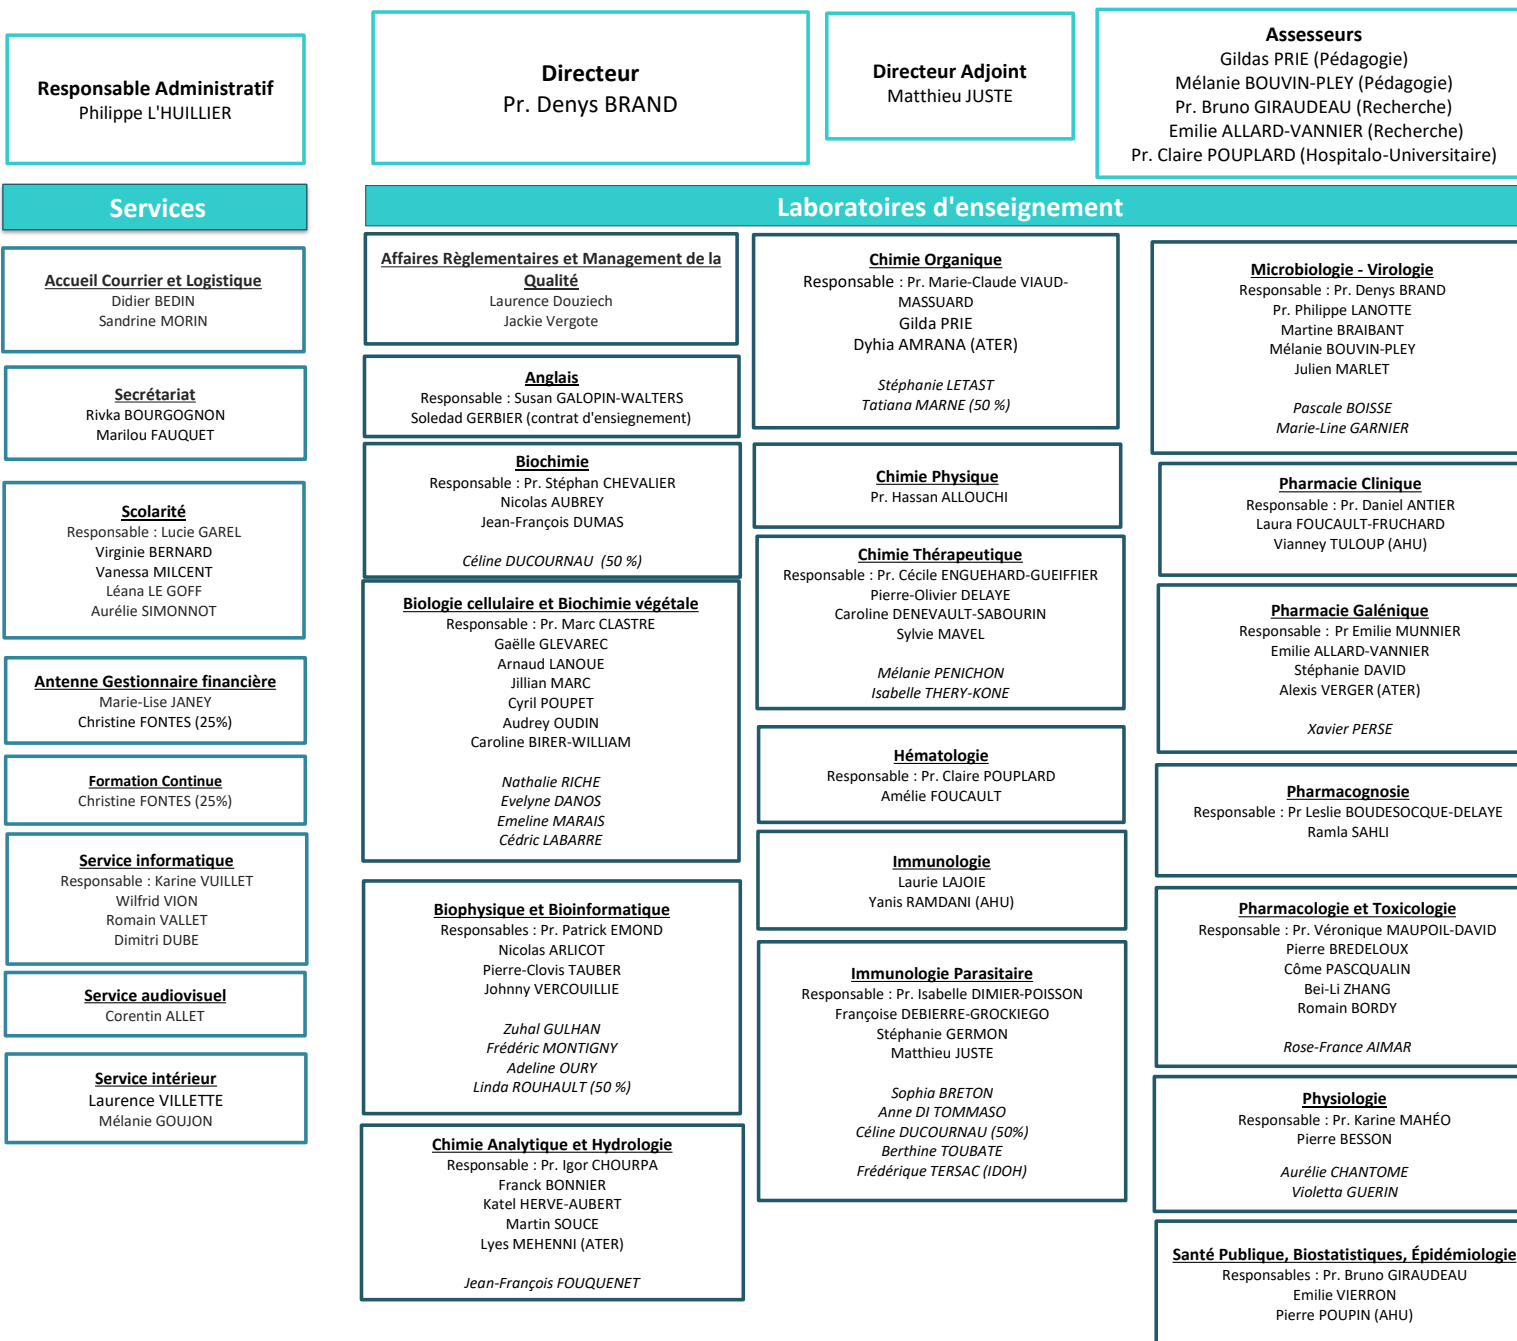 Responsable Administratif
Philippe L'HUILLIER
Directeur
Pr. Denys BRAND
Directeur Adjoint
Matthieu JUSTE
Assesseurs
Gildas PRIE (Pédagogie)
Mélanie BOUVIN-PLEY (Pédagogie)
Pr. Bruno GIRAUDEAU (Recherche)
Emilie ALLARD-VANNIER (Recherche)
Pr. Claire POUPLARD (Hospitalo-Universitaire)
Services
Accueil Courrier et Logistique
Didier BEDIN
Sandrine MORIN
Secrétariat
Rivka BOURGOGNON
Marilou FAUQUET
Scolarité
Responsable : Lucie GAREL
Virginie BERNARD
Vanessa MILCENT
Léana LE GOFF
Aurélie SIMONNOT
Antenne Gestionnaire financière
Marie-Lise JANEY
Christine FONTES (25%)
Formation Continue
Christine FONTES (25%)
Service informatique
Responsable : Karine VUILLET
Wilfrid VION
Romain VALLET
Dimitri DUBE
Service audiovisuel
Corentin ALLET
Service intérieur
Laurence VILLETTE
Mélanie GOUJON
Laboratoires d'enseignement
Affaires Règlementaires et Management de la
Qualité
Laurence Douziech
Jackie Vergote
Anglais
Responsable : Susan GALOPIN-WALTERS
Soledad GERBIER (contrat d'ensiegnement)
Biochimie
Responsable : Pr. Stéphan CHEVALIER
Nicolas AUBREY
Jean-François DUMAS
Céline DUCOURNAU (50 %)
Biologie cellulaire et Biochimie végétale
Responsable : Pr. Marc CLASTRE
Gaëlle GLEVAREC
Arnaud LANOUE
Jillian MARC
Cyril POUPET
Audrey OUDIN
Caroline BIRER-WILLIAM
Nathalie RICHE
Evelyne DANOS
Emeline MARAIS
Cédric LABARRE
Biophysique et Bioinformatique
Responsables : Pr. Patrick EMOND
Nicolas ARLICOT
Pierre-Clovis TAUBER
Johnny VERCOUILLIE
Zuhal GULHAN
Frédéric MONTIGNY
Adeline OURY
Linda ROUHAULT (50 %)
Chimie Analytique et Hydrologie
Responsable : Pr. Igor CHOURPA
Franck BONNIER
Katel HERVE-AUBERT
Martin SOUCE
Lyes MEHENNI (ATER)
Jean-François FOUQUENET
Chimie Organique
Responsable : Pr. Marie-Claude VIAUD-
MASSUARD
Gilda PRIE
Dyhia AMRANA (ATER)
Stéphanie LETAST
Tatiana MARNE (50 %)
Chimie Physique
Pr. Hassan ALLOUCHI
Chimie Thérapeutique
Responsable : Pr. Cécile ENGUEHARD-GUEIFFIER
Pierre-Olivier DELAYE
Caroline DENEVAULT-SABOURIN
Sylvie MAVEL
Mélanie PENICHON
Isabelle THERY-KONE
Hématologie
Responsable : Pr. Claire POUPLARD
Amélie FOUCAULT
Immunologie
Laurie LAJOIE
Yanis RAMDANI (AHU)
Immunologie Parasitaire
Responsable : Pr. Isabelle DIMIER-POISSON
Françoise DEBIERRE-GROCKIEGO
Stéphanie GERMON
Matthieu JUSTE
Sophia BRETON
Anne DI TOMMASO
Céline DUCOURNAU (50%)
Berthine TOUBATE
Frédérique TERSAC (IDOH)
Microbiologie - Virologie
Responsable : Pr. Denys BRAND
Pr. Philippe LANOTTE
Martine BRAIBANT
Mélanie BOUVIN-PLEY
Julien MARLET
Pascale BOISSE
Marie-Line GARNIER
Pharmacie Clinique
Responsable : Pr. Daniel ANTIER
Laura FOUCAULT-FRUCHARD
Vianney TULOUP (AHU)
Pharmacie Galénique
Responsable : Pr Emilie MUNNIER
Emilie ALLARD-VANNIER
Stéphanie DAVID
Alexis VERGER (ATER)
Xavier PERSE
Pharmacognosie
Responsable : Pr Leslie BOUDESOCQUE-DELAYE
Ramla SAHLI
Pharmacologie et Toxicologie
Responsable : Pr. Véronique MAUPOIL-DAVID
Pierre BREDELOUX
Côme PASCQUALIN
Bei-Li ZHANG
Romain BORDY
Rose-France AIMAR
Physiologie
Responsable : Pr. Karine MAHÉO
Pierre BESSON
Aurélie CHANTOME
Violetta GUERIN
Santé Publique, Biostatistiques, Épidémiologie
Responsables : Pr. Bruno GIRAUDEAU
Emilie VIERRON
Pierre POUPIN (AHU)